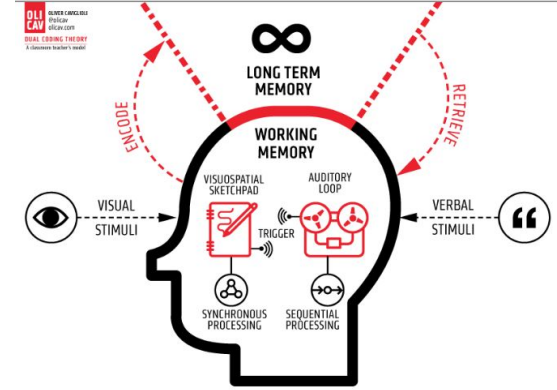 OLI
CAV
OLIVER CAVIGLIOLI
@olicav
olicav.com
DUAL CODING THEORY
A classroom teacher's model
LONG TERM
MEMORY
ENCODE
RETRIEVE
WORKING
MEMORY
VISUOSPATIAL
SKETCHPAD
AUDITORY
LOOP
VISUAL
STIMULI
TRIGGER
VERBAL
STIMULI
SYNCHRONOUS
PROCESSING
SEQUENTIAL
PROCESSING